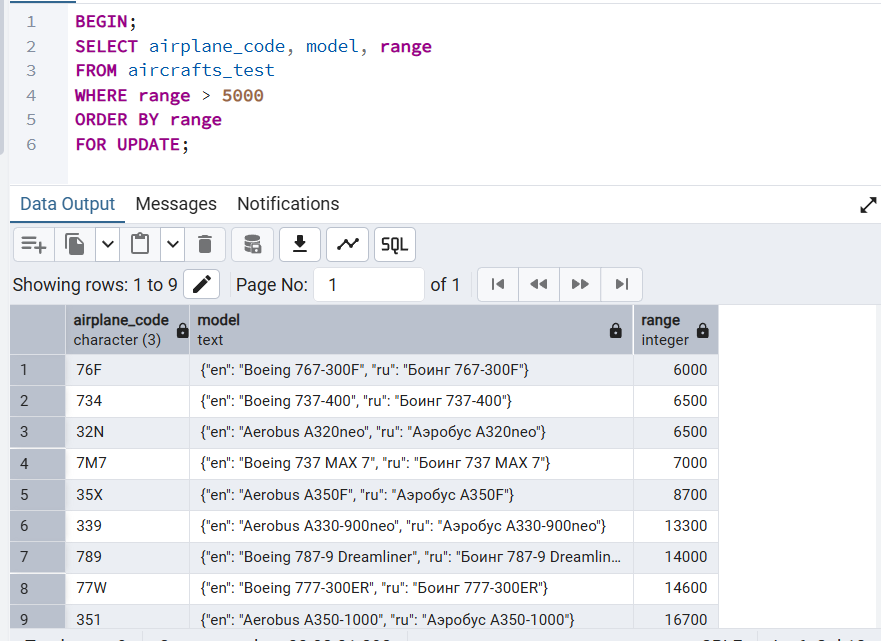 1 BEGIN;
2 SELECT airplane_code, model, range
3 FROM aircrafts_test
4 WHERE range > 5000
5 ORDER BY range
6 FOR UPDATE;
Data Output Messages Notifications
SQL
Showing rows: 1 to 9 Page No: 1 of 1
airplane_code model range
character (3) text integer
1 76F {"en": "Boeing 767-300F", "ru": "Боинг 767-300F"} 6000
2 734 {"en": "Boeing 737-400", "ru": "Боинг 737-400"} 6500
3 32N {"en": "Aerobus A320neo", "ru": "Аэробус A320neo"} 6500
4 7M7 {"en": "Boeing 737 MAX 7", "ru": "Боинг 737 MAX 7"} 7000
5 35X {"en": "Aerobus A350F", "ru": "Аэробус A350F"} 8700
6 339 {"en": "Aerobus A330-900neo", "ru": "Аэробус A330-900neo"} 13300
7 789 {"en": "Boeing 787-9 Dreamliner", "ru": "Боинг 787-9 Dreamlin... 14000
8 77W {"en": "Boeing 777-300ER", "ru": "Боинг 777-300ER"} 14600
9 351 {"en": "Aerobus A350-1000", "ru": "Аэробус A350-1000"} 16700